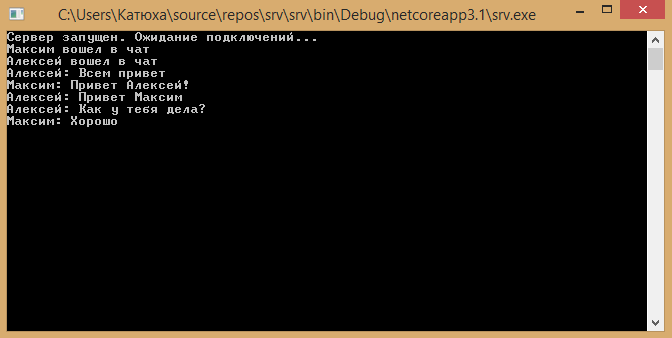 C:\Users\Катюха\source\repos\srv\srv\bin\Debug\netcoreapp3.1\srv.exe
Сервер запущен. Ожидание подключений...
Максим вошел в чат
Алексей вошел в чат
Алексей: Всем привет
Максим: Привет Алексей!
Алексей: Привет Максим
Алексей: Как у тебя дела?
Максим: Хорошо